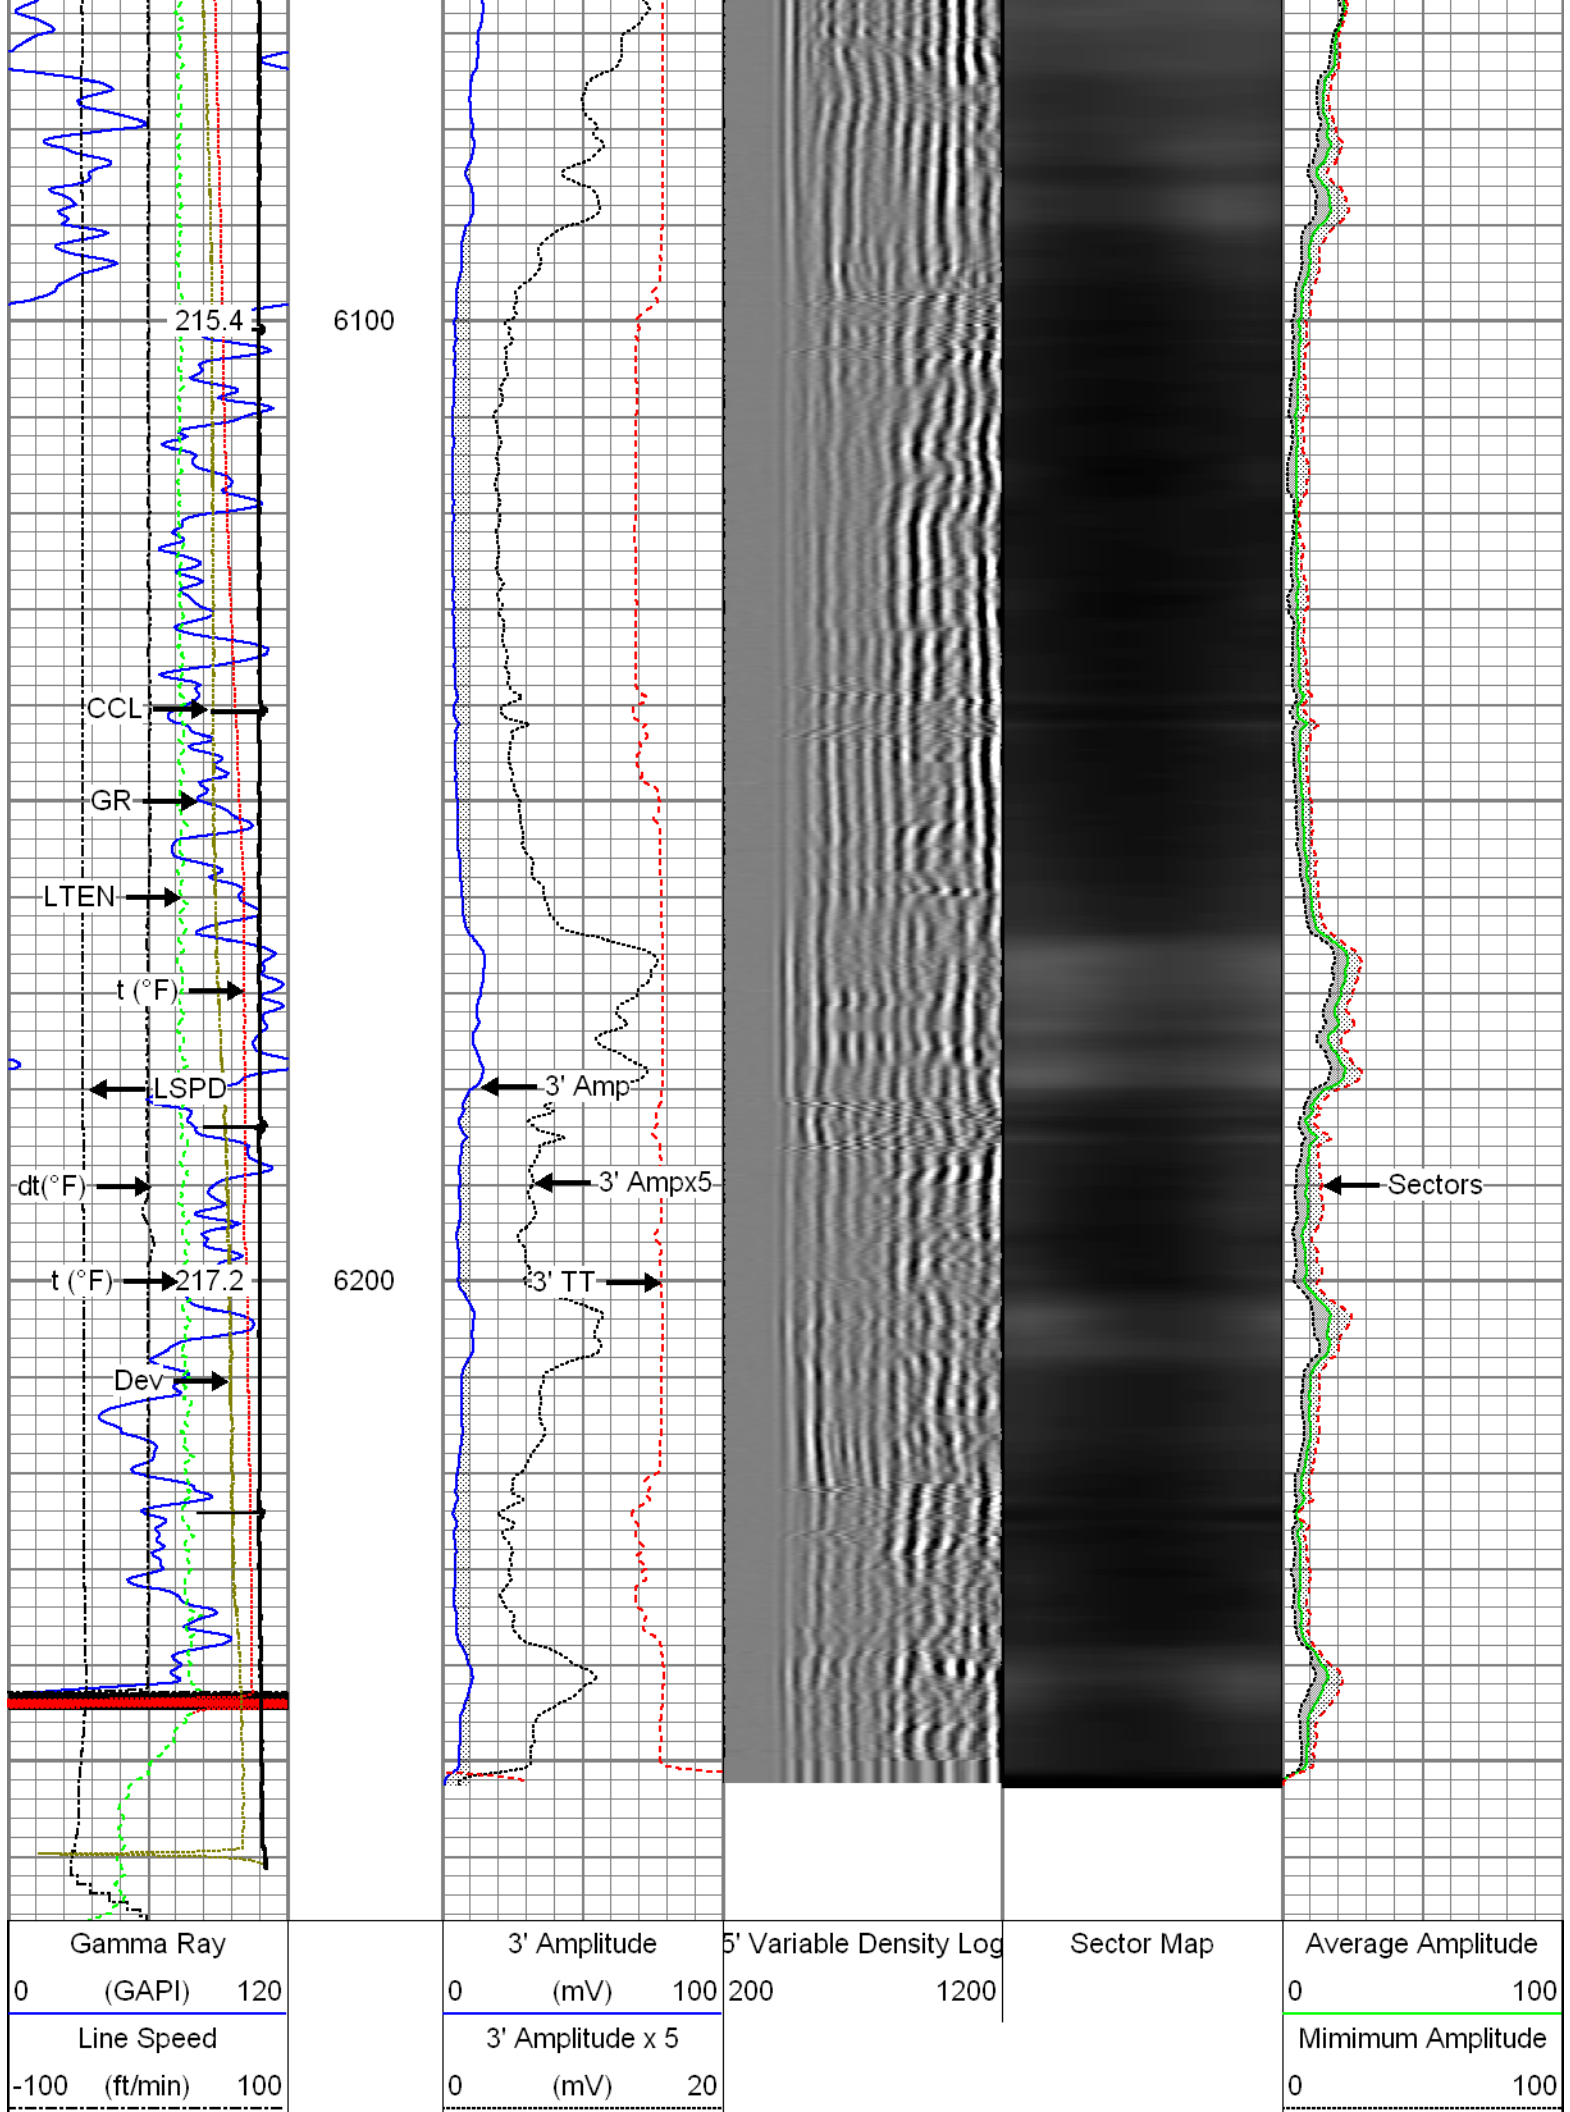 215.4
6100
CCL
GR
LTEN
t (°F)
LSPD
3' Amp
dt(°F)
3' Ampx5
Sectors
t (°F)
217.2
6200
3' TT
Dev
Gamma Ray
0 (GAPI) 120
Line Speed
-100 (ft/min) 100
3' Amplitude
0 (mV) 100
3' Amplitude x 5
0 (mV) 20
5' Variable Density Log
200 1200
Sector Map
Average Amplitude
0 100
Mimimum Amplitude
0 100